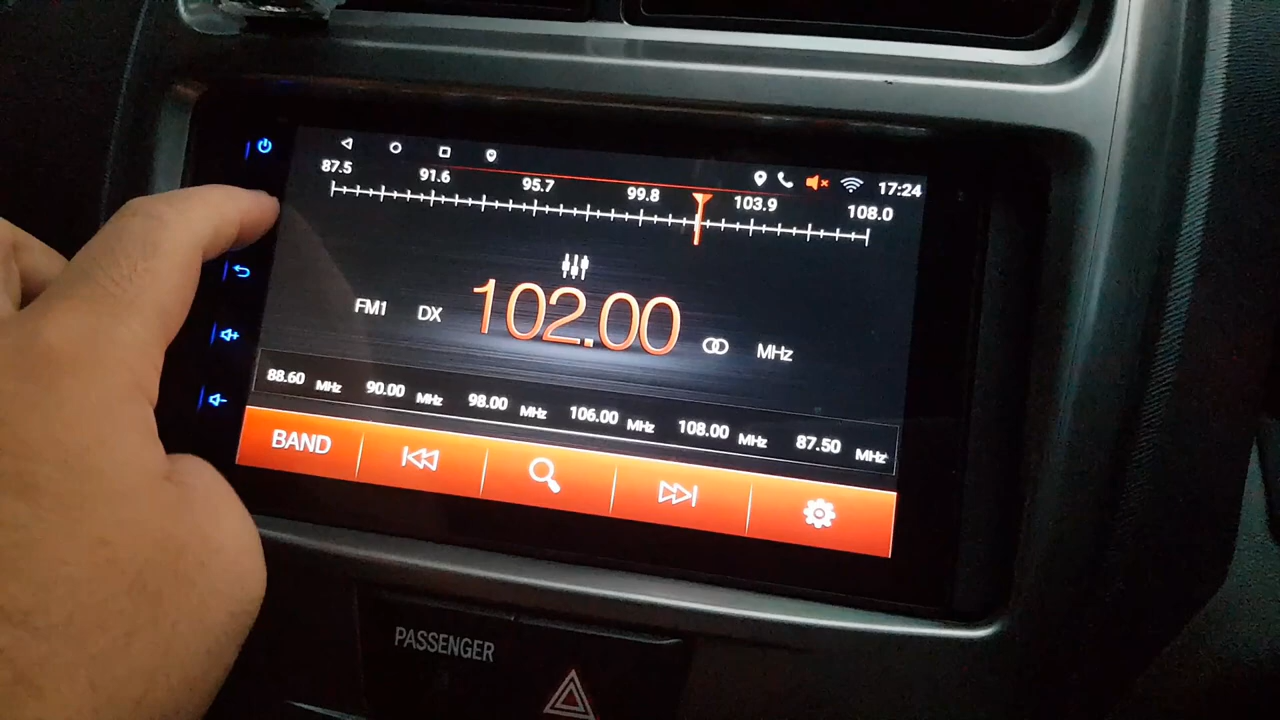 17:24
87.5 91.6 95.7 99.8 103.9 108.0
FM1 DX 102.00 MHz
88.60 MHz 90.00 MHz 98.00 MHz 106.00 MHz 108.00 MHz 87.50 MHz
BAND
PASSENGER